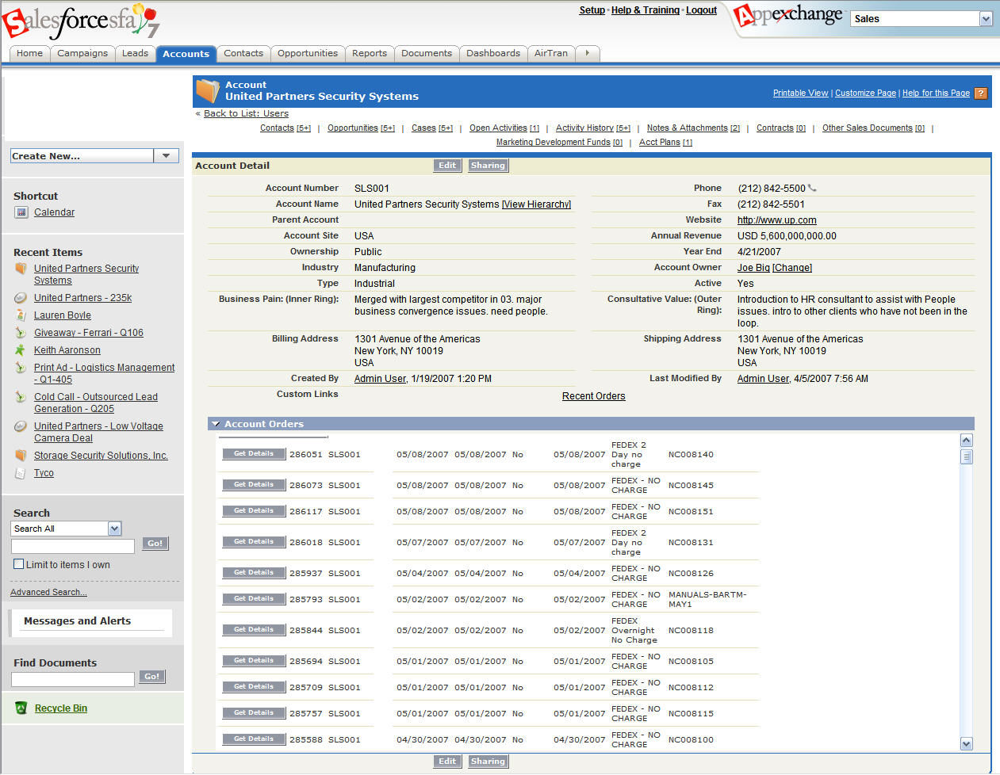 Salesforcesfa 7
Setup · Help & Training · Logout
Appexchange
Sales
Home Campaigns Leads Accounts Contacts Opportunities Reports Documents Dashboards AirTran
Account
United Partners Security Systems
Printable View | Customize Page | Help for this Page ?
« Back to List: Users
Contacts [5+] | Opportunities [5+] | Cases [5+] | Open Activities [1] | Activity History [5+] | Notes & Attachments [2] | Contracts [0] | Other Sales Documents [0] |
Marketing Development Funds [0] | Acct Plans [1]
Create New...
Shortcut
Calendar
Recent Items
United Partners Security
Systems
United Partners - 235k
Lauren Boyle
Giveaway - Ferrari - Q106
Keith Aaronson
Print Ad - Logistics Management
- Q1-405
Cold Call - Outsourced Lead
Generation - Q205
United Partners - Low Voltage
Camera Deal
Storage Security Solutions, Inc.
Tyco
Search
Search All
Go!
Limit to items I own
Advanced Search...
Messages and Alerts
Find Documents
Go!
Recycle Bin
Account Detail Edit Sharing
Account Number SLS001
Account Name United Partners Security Systems [View Hierarchy]
Parent Account
Account Site USA
Ownership Public
Industry Manufacturing
Type Industrial
Business Pain: (Inner Ring): Merged with largest competitor in 03. major
business convergence issues. need people.
Billing Address 1301 Avenue of the Americas
New York, NY 10019
USA
Created By Admin User, 1/19/2007 1:20 PM
Custom Links
Recent Orders
Phone (212) 842-5500
Fax (212) 842-5501
Website http://www.up.com
Annual Revenue USD 5,600,000,000.00
Year End 4/21/2007
Account Owner Joe Big [Change]
Active Yes
Consultative Value: (Outer
Ring): Introduction to HR consultant to assist with People
issues. intro to other clients who have not been in the
loop.
Shipping Address 1301 Avenue of the Americas
New York, NY 10019
USA
Last Modified By Admin User, 4/5/2007 7:56 AM
Account Orders
Get Details 286051 SLS001 05/08/2007 05/08/2007 No 05/08/2007 FEDEX 2
Day no
charge NC008140
Get Details 286073 SLS001 05/08/2007 05/08/2007 No 05/08/2007 FEDEX - NO
CHARGE NC008145
Get Details 286117 SLS001 05/08/2007 05/08/2007 No 05/08/2007 FEDEX - NO
CHARGE NC008151
Get Details 286018 SLS001 05/07/2007 05/07/2007 No 05/07/2007 FEDEX 2
Day no
charge NC008131
Get Details 285937 SLS001 05/04/2007 05/04/2007 No 05/04/2007 FEDEX - NO
CHARGE NC008126
Get Details 285793 SLS001 05/02/2007 05/02/2007 No 05/02/2007 FEDEX - NO
CHARGE MANUALS-BARTM-
MAY1
Get Details 285844 SLS001 05/02/2007 05/02/2007 No 05/02/2007 FEDEX
Overnight
No Charge NC008118
Get Details 285694 SLS001 05/01/2007 05/01/2007 No 05/01/2007 FEDEX - NO
CHARGE NC008105
Get Details 285709 SLS001 05/01/2007 05/01/2007 No 05/01/2007 FEDEX - NO
CHARGE NC008112
Get Details 285757 SLS001 05/01/2007 05/01/2007 No 05/01/2007 FEDEX - NO
CHARGE NC008115
Get Details 285588 SLS001 04/30/2007 04/30/2007 No 04/30/2007 FEDEX - NO
CHARGE NC008100
Edit Sharing